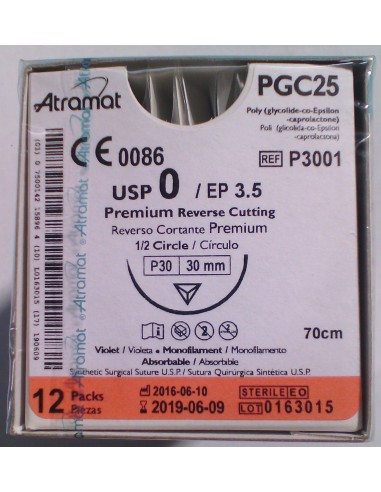 Atramat
PGC25
Poly (glycolide-co-Epsilon
-caprolactone)
Poli (glicolida-co-Epsilon
-caprolactona)
CE 0086
REF P3001
USP 0 / EP 3.5
Premium Reverse Cutting
Reverso Cortante Premium
1/2 Circle / Círculo
P30 30 mm
70cm
Violet / Violeta • Monofilament / Monofilamento
Absorbable / Absorbible
Synthetic Surgical Suture U.S.P. / Sutura Quirúrgica Sintética U.S.P.
12 Packs
Piezas
2016-06-10
2019-06-09
STERILE EO
LOT 0163015
Atramat
Atramat